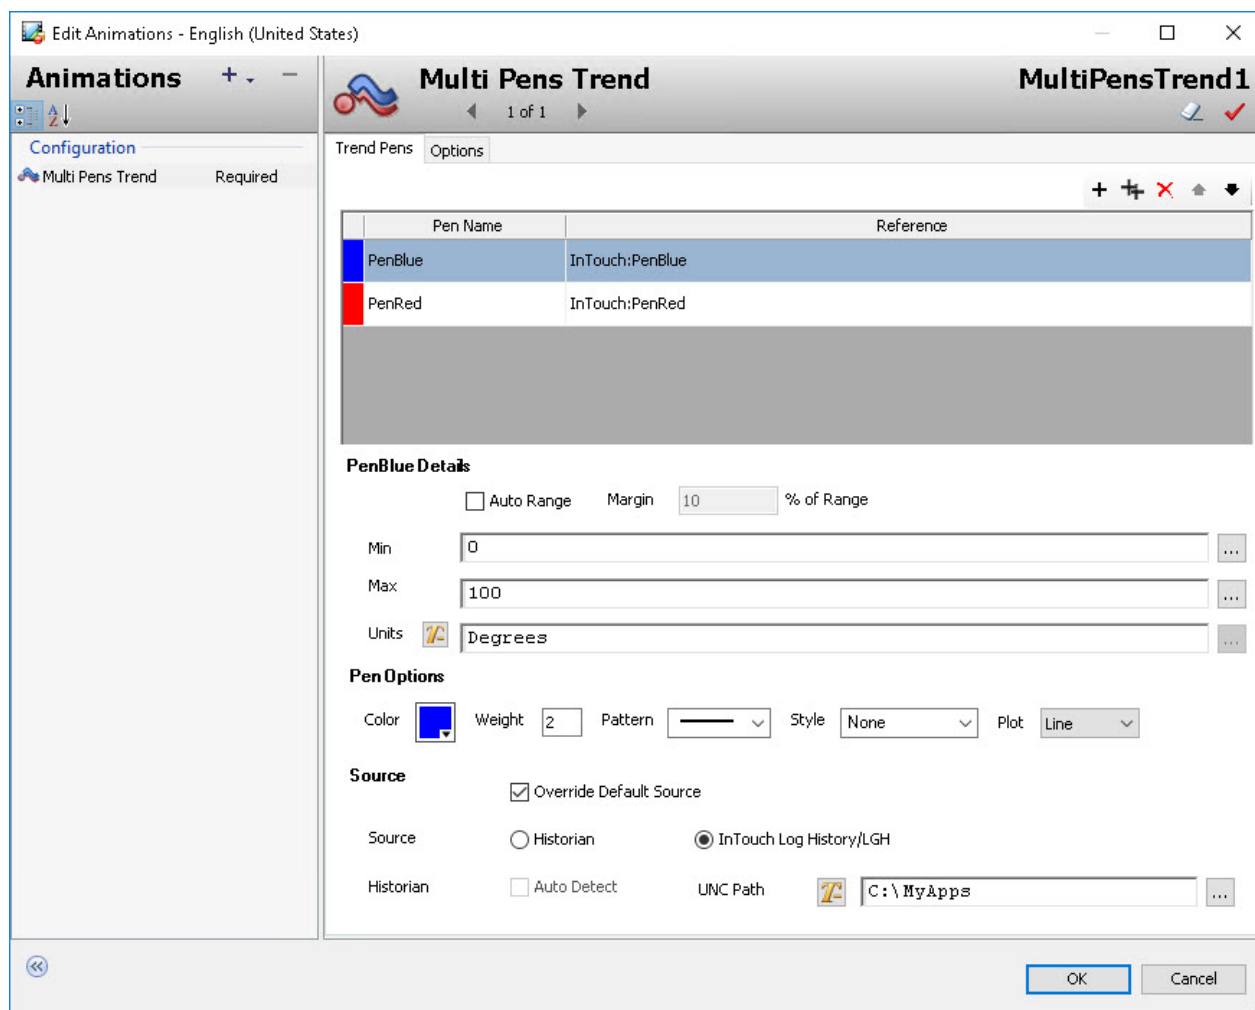 Edit Animations - English (United States)
Animations
Multi Pens Trend
MultiPensTrend1
1 of 1
Configuration
Multi Pens Trend Required
Trend Pens Options
Pen Name Reference
PenBlue InTouch:PenBlue
PenRed InTouch:PenRed
PenBlue Details
Auto Range Margin 10 % of Range
Min 0 ...
Max 100 ...
Units Degrees ...
Pen Options
Color Weight 2 Pattern Style None Plot Line
Source
Override Default Source
Source Historian InTouch Log History/LGH
Historian Auto Detect UNC Path C:\MyApps ...
OK Cancel